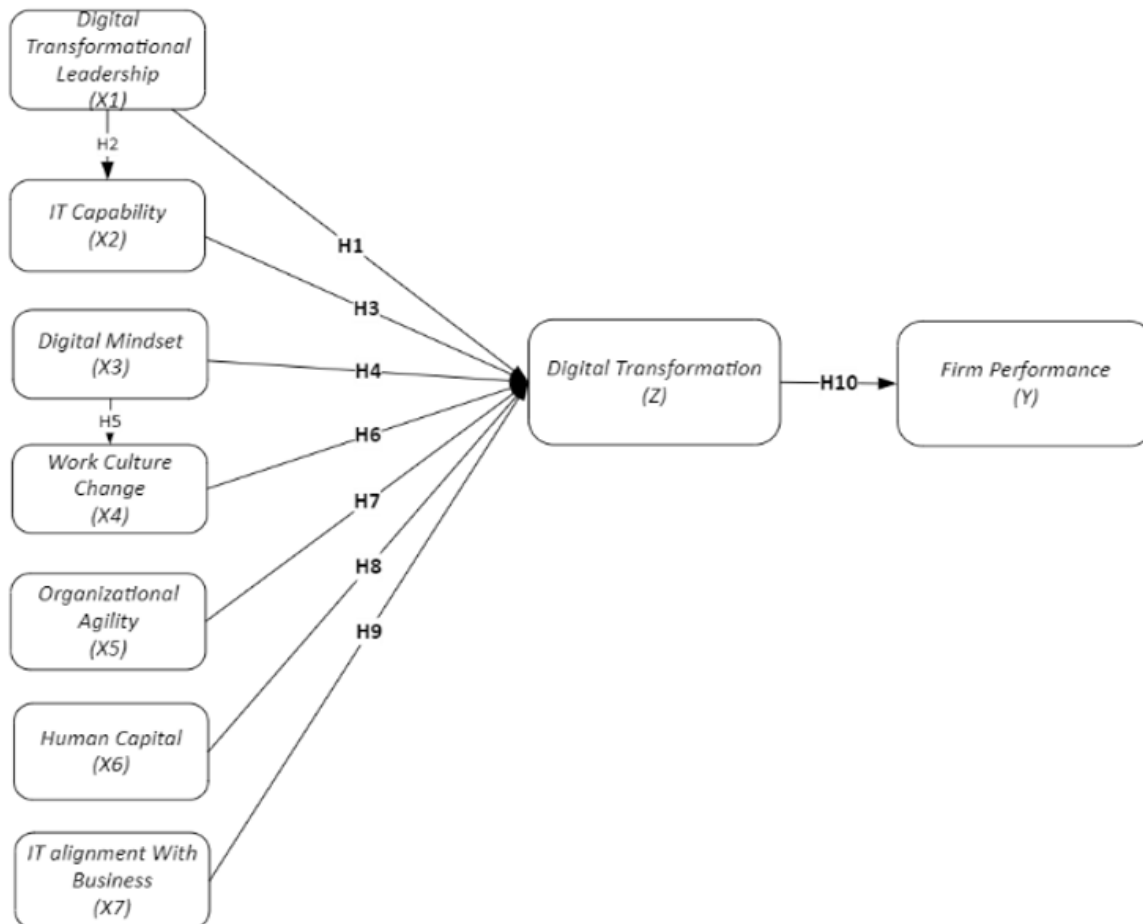 Digital
Transformational
Leadership
(X1)
H2
IT Capability
(X2)
H1
H3
Digital Mindset
(X3)
H4
H5
Work Culture
Change
(X4)
H6
H7
Organizational
Agility
(X5)
H8
H9
Human Capital
(X6)
IT alignment With
Business
(X7)
Digital Transformation
(Z)
H10
Firm Performance
(Y)